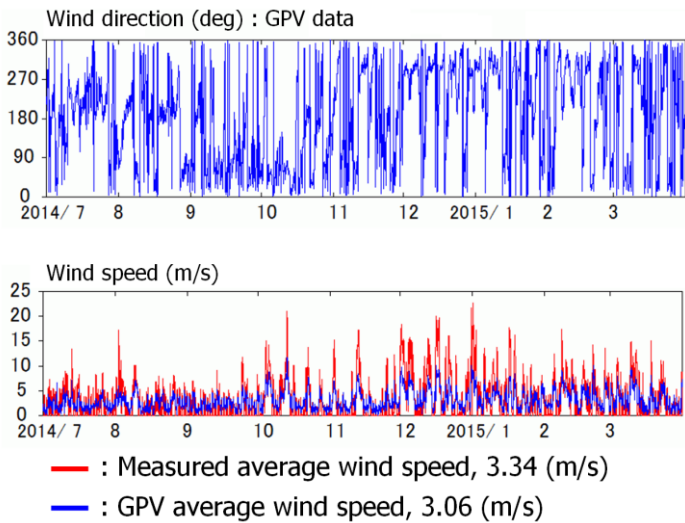 Wind direction (deg) : GPV data
360
270
180
90
0
2014/ 7 8 9 10 11 12 2015/ 1 2 3
Wind speed (m/s)
25
20
15
10
5
0
2014/ 7 8 9 10 11 12 2015/ 1 2 3
: Measured average wind speed, 3.34 (m/s)
: GPV average wind speed, 3.06 (m/s)